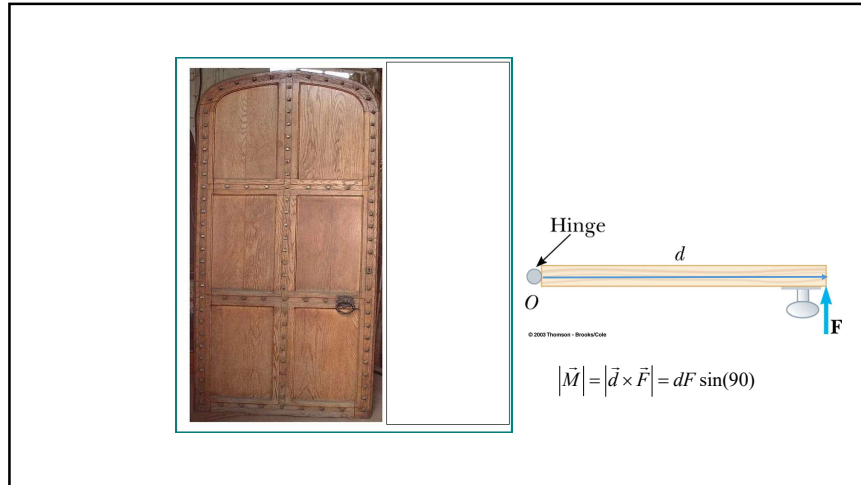 Hinge
d
O
F
© 2003 Thomson - Brooks/Cole
|M⃗| = |d⃗ × F⃗| = dF sin(90)